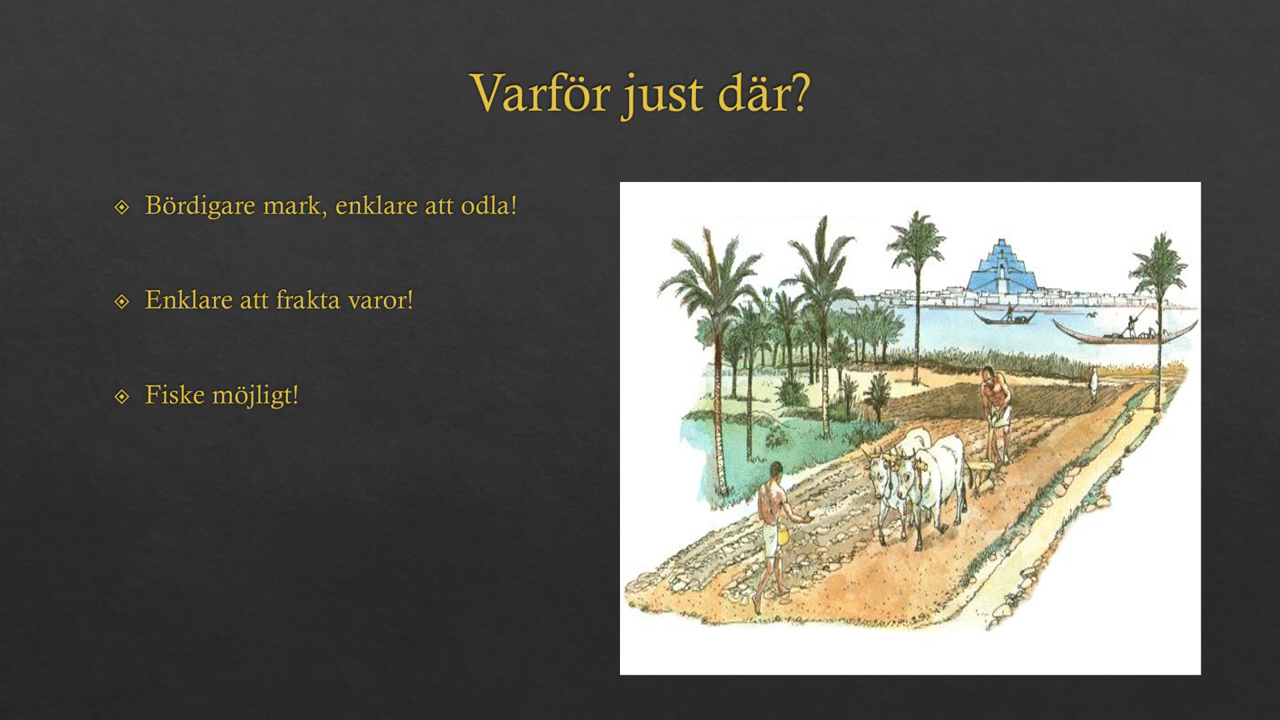 Varför just där?
Bördigare mark, enklare att odla!
Enklare att frakta varor!
Fiske möjligt!